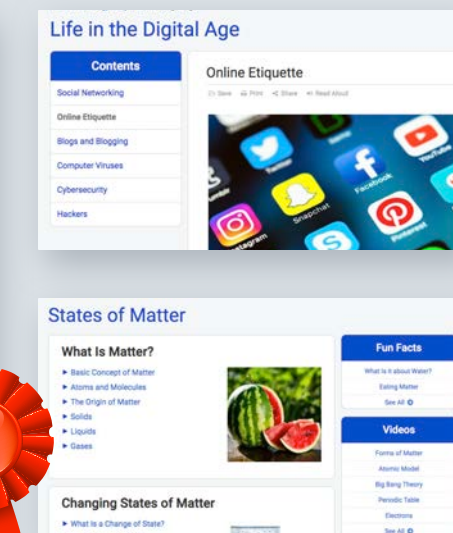 Life in the Digital Age
Contents
Social Networking
Online Etiquette
Blogs and Blogging
Computer Viruses
Cybersecurity
Hackers
Online Etiquette
Save Print Share Read Aloud
Twitter
YouTube
Facebook
Snapchat
Pinterest
Instagram
States of Matter
What Is Matter?
Basic Concept of Matter
Atoms and Molecules
The Origin of Matter
Solids
Liquids
Gases
Fun Facts
What Is It about Water?
Eating Matter
See All
Videos
Forms of Matter
Atomic Model
Big Bang Theory
Periodic Table
Electrons
See All
Changing States of Matter
What is a Change of State?